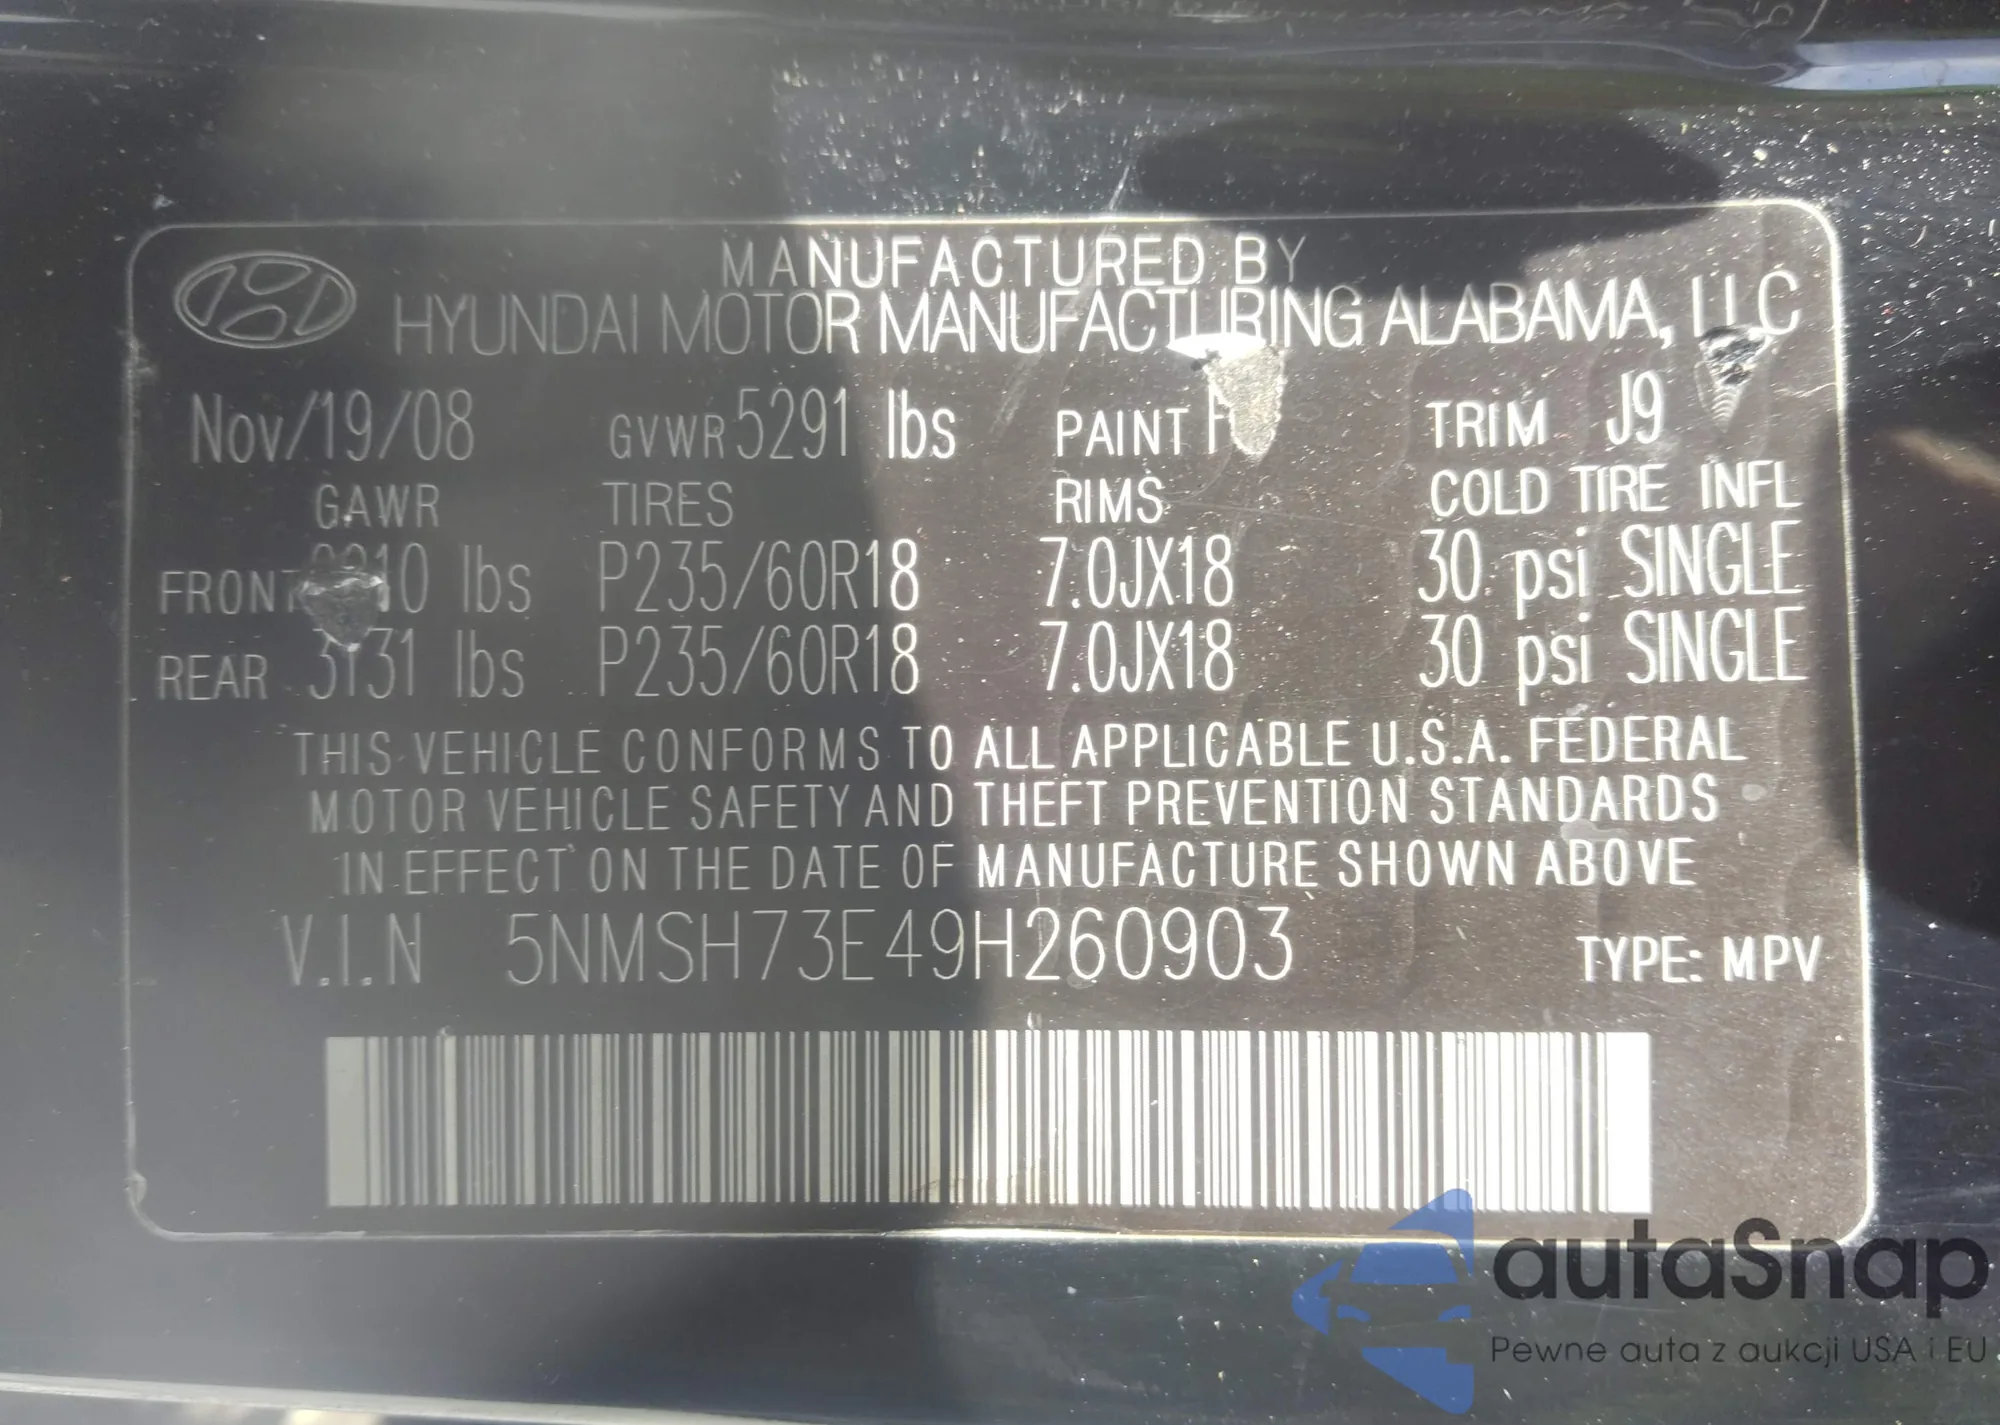 MANUFACTURED BY
HYUNDAI MOTOR MANUFACTURING ALABAMA, LLC
Nov/19/08 GVWR 5291 lbs PAINT TRIM J9
GAWR TIRES RIMS COLD TIRE INFL
FRONT lbs P235/60R18 7.0JX18 30 psi SINGLE
REAR 3131 lbs P235/60R18 7.0JX18 30 psi SINGLE
THIS VEHICLE CONFORMS TO ALL APPLICABLE U.S.A. FEDERAL
MOTOR VEHICLE SAFETY AND THEFT PREVENTION STANDARDS
IN EFFECT ON THE DATE OF MANUFACTURE SHOWN ABOVE
V.I.N 5NMSH73E49H260903 TYPE: MPV
autaSnap
Pewne auta z aukcji USA i EU